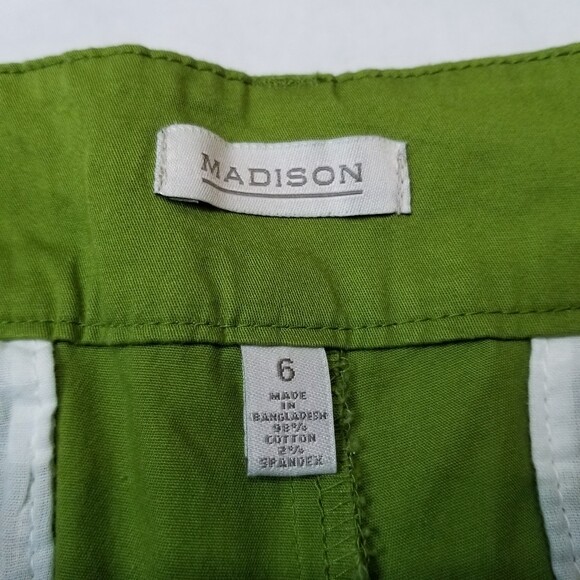 MADISON
6
MADE
IN
BANGLADESH
98%
COTTON
2%
SPANDEX